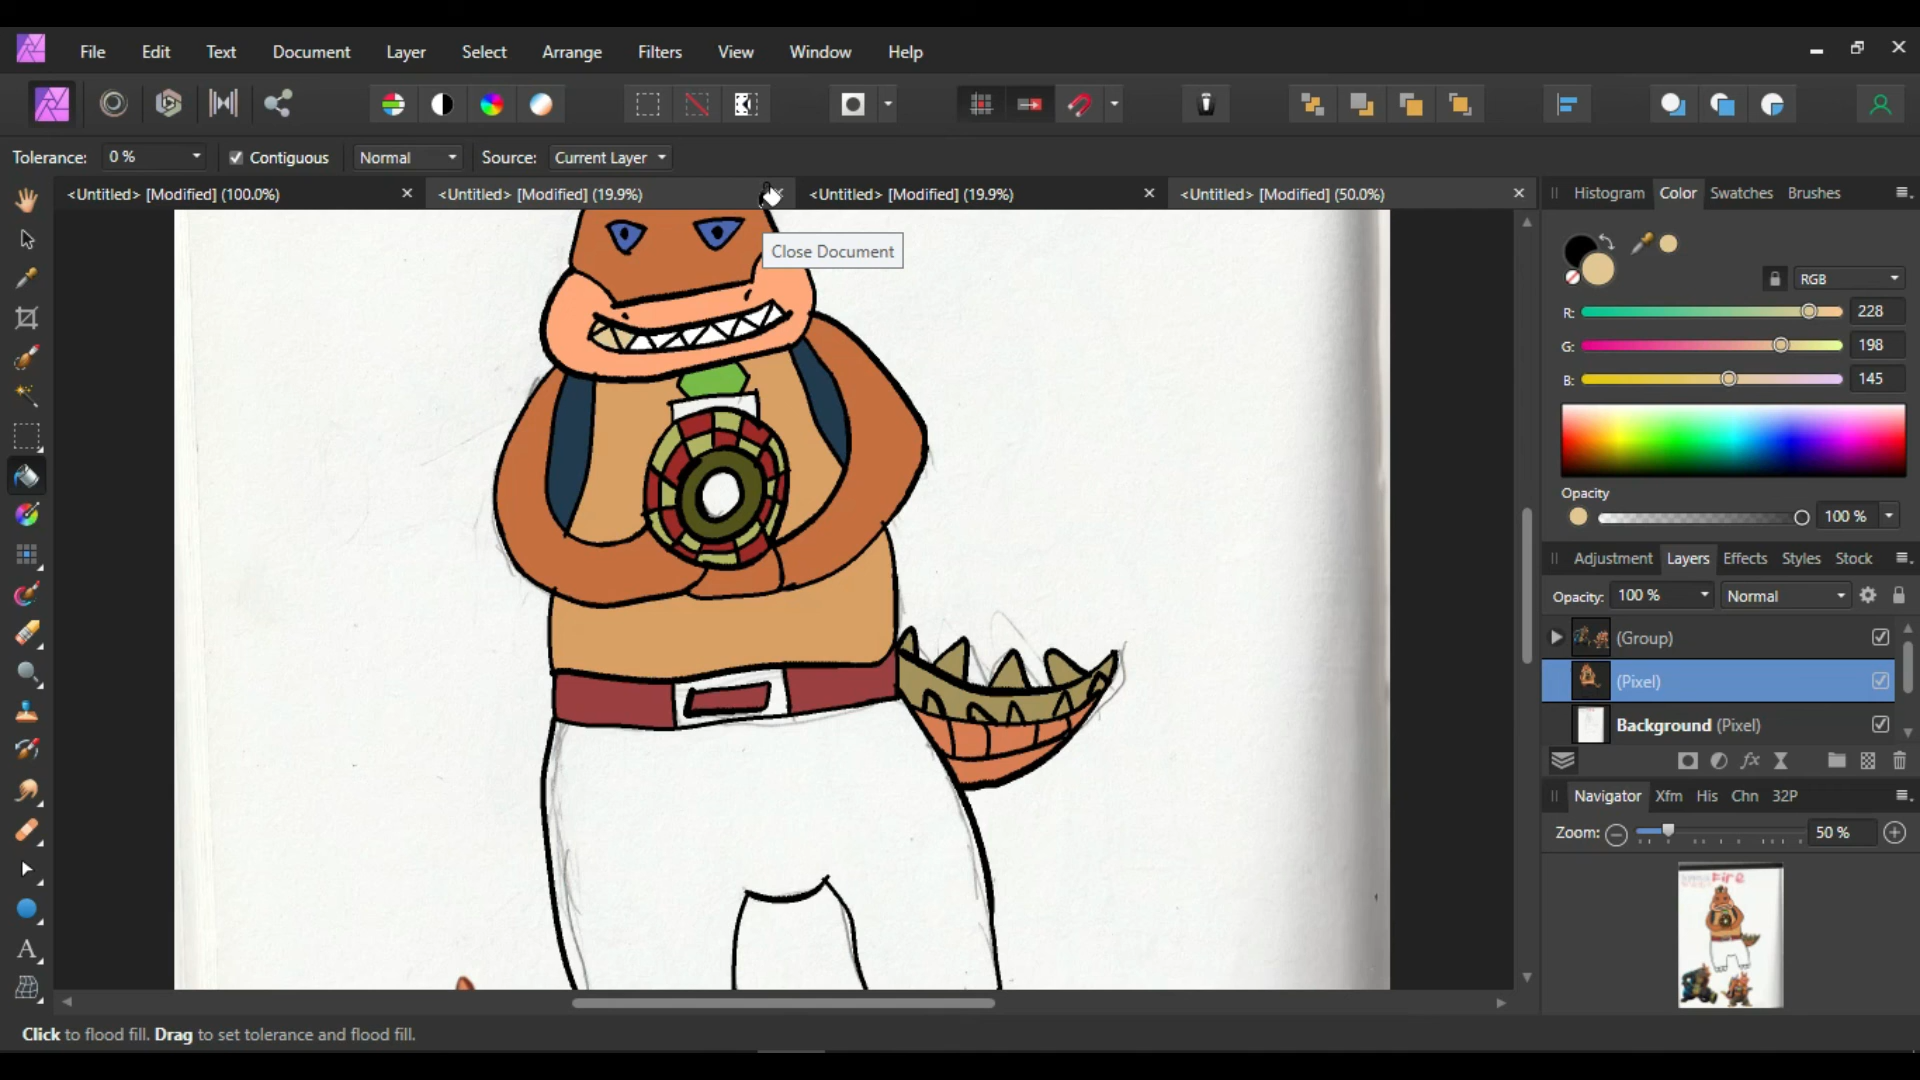 File Edit Text Document Layer Select Arrange Filters View Window Help
Tolerance: 0 % Contiguous Normal Source: Current Layer
<Untitled> [Modified] (100.0%) <Untitled> [Modified] (19.9%) <Untitled> [Modified] (19.9%) <Untitled> [Modified] (50.0%)
Close Document
Histogram Color Swatches Brushes
RGB
R: 228
G: 198
B: 145
Opacity
100 %
Adjustment Layers Effects Styles Stock
Opacity: 100 % Normal
(Group)
(Pixel)
Background (Pixel)
Navigator Xfm His Chn 32P
Zoom: 50 %
Fire
Click to flood fill. Drag to set tolerance and flood fill.